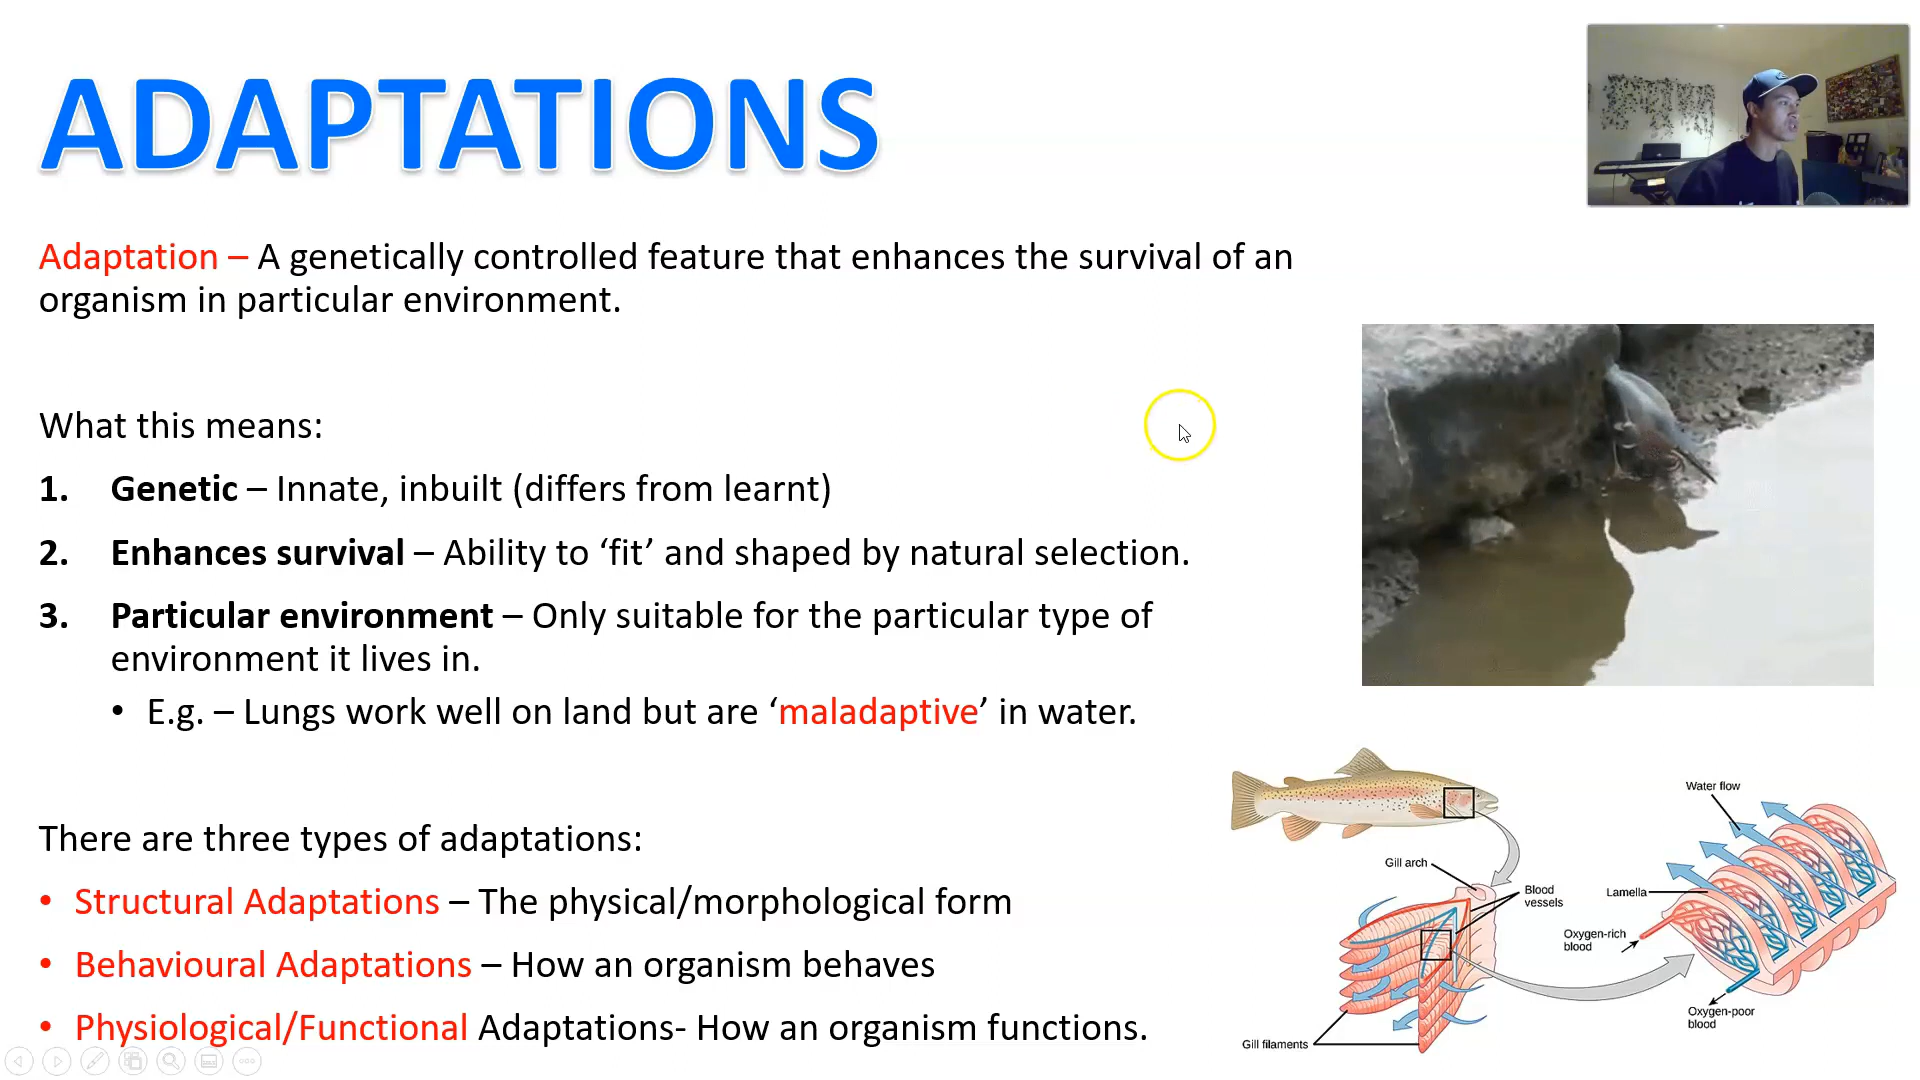 ADAPTATIONS
Adaptation – A genetically controlled feature that enhances the survival of an
organism in particular environment.
What this means:
1. Genetic – Innate, inbuilt (differs from learnt)
2. Enhances survival – Ability to ‘fit’ and shaped by natural selection.
3. Particular environment – Only suitable for the particular type of
environment it lives in.
• E.g. – Lungs work well on land but are ‘maladaptive’ in water.
There are three types of adaptations:
• Structural Adaptations – The physical/morphological form
• Behavioural Adaptations – How an organism behaves
• Physiological/Functional Adaptations- How an organism functions.
Gill arch
Blood
vessels
Gill filaments
Water flow
Lamella
Oxygen-rich
blood
Oxygen-poor
blood